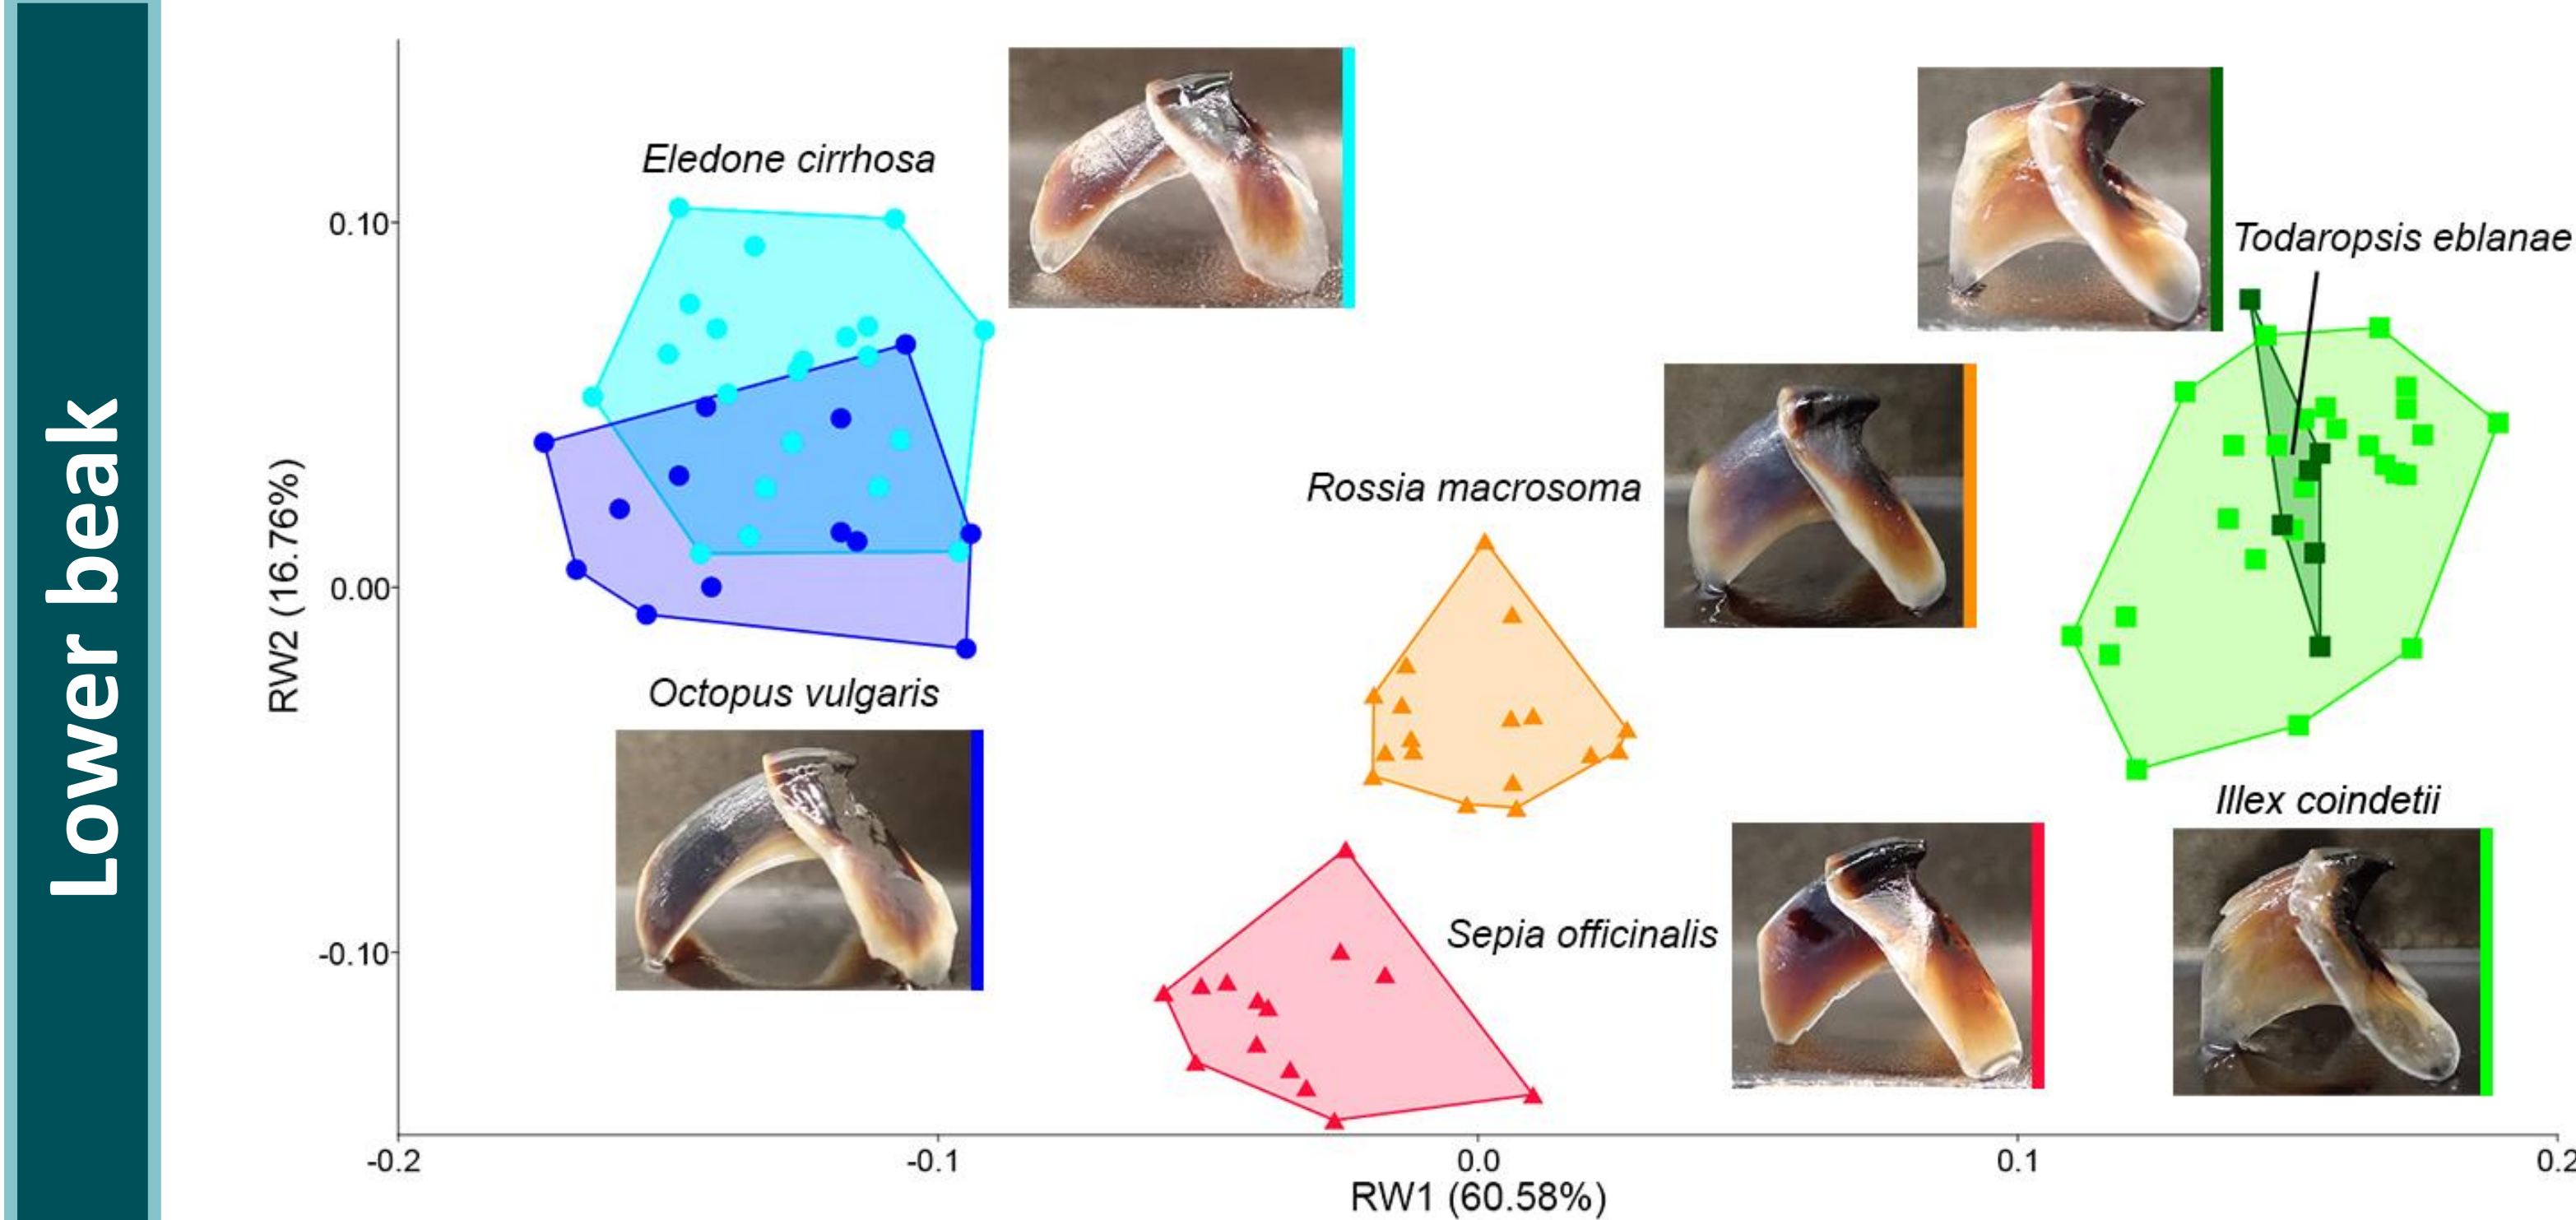 Lower beak
Eledone cirrhosa
Todaropsis eblanae
0.10
Rossia macrosoma
RW2 (16.76%)
0.00
Octopus vulgaris
Illex coindetii
Sepia officinalis
-0.10
-0.2
-0.1
0.0
0.1
0.2
RW1 (60.58%)